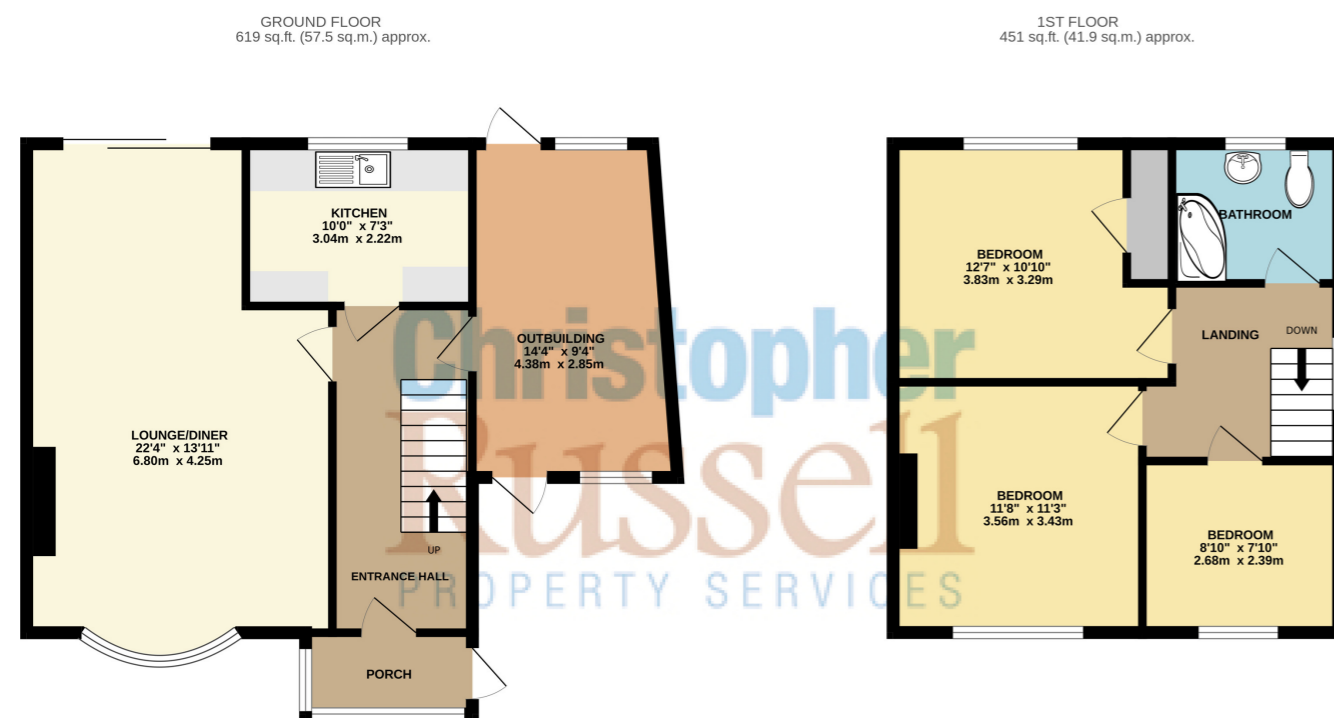 GROUND FLOOR
619 sq.ft. (57.5 sq.m.) approx.
1ST FLOOR
451 sq.ft. (41.9 sq.m.) approx.
KITCHEN
10'0" x 7'3"
3.04m x 2.22m
OUTBUILDING
14'4" x 9'4"
4.38m x 2.85m
LOUNGE/DINER
22'4" x 13'11"
6.80m x 4.25m
UP
ENTRANCE HALL
PORCH
BEDROOM
12'7" x 10'10"
3.83m x 3.29m
BATHROOM
LANDING
DOWN
BEDROOM
11'8" x 11'3"
3.56m x 3.43m
BEDROOM
8'10" x 7'10"
2.68m x 2.39m
Christopher
Russell
PROPERTY SERVICES